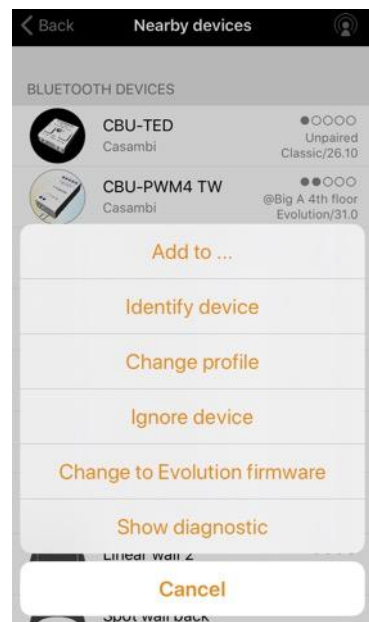 Back
Nearby devices
BLUETOOTH DEVICES
CBU-TED
Casambi
Unpaired
Classic/26.10
CBU-PWM4 TW
Casambi
@Big A 4th floor
Evolution/31.0
Add to ...
Identify device
Change profile
Ignore device
Change to Evolution firmware
Show diagnostic
Linear wall 2
Cancel
Spot wall back